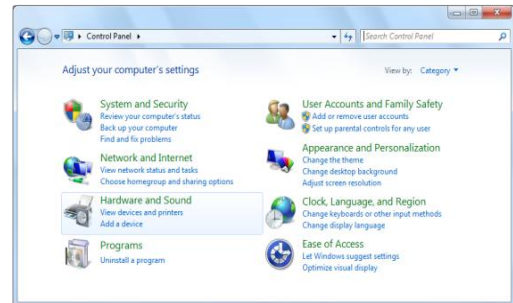 Control Panel
Search Control Panel
Adjust your computer's settings
View by: Category
System and Security
Review your computer's status
Back up your computer
Find and fix problems
Network and Internet
View network status and tasks
Choose homegroup and sharing options
Hardware and Sound
View devices and printers
Add a device
Programs
Uninstall a program
User Accounts and Family Safety
Add or remove user accounts
Set up parental controls for any user
Appearance and Personalization
Change the theme
Change desktop background
Adjust screen resolution
Clock, Language, and Region
Change keyboards or other input methods
Change display language
Ease of Access
Let Windows suggest settings
Optimize visual display